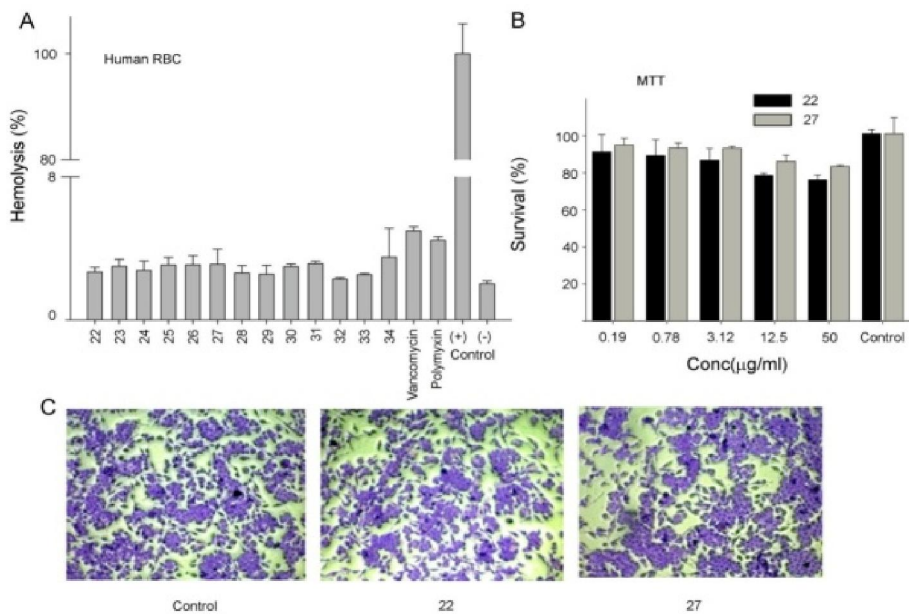 A
Human RBC
Hemolysis (%)
100
80
8
0
22
23
24
25
26
27
28
29
30
31
32
33
34
Vancomycin
Polymyxin
(+) (-)
Control
B
MTT
22
27
Survival (%)
100
80
60
40
20
0.19 0.78 3.12 12.5 50 Control
Conc(μg/ml)
C
Control 22 27